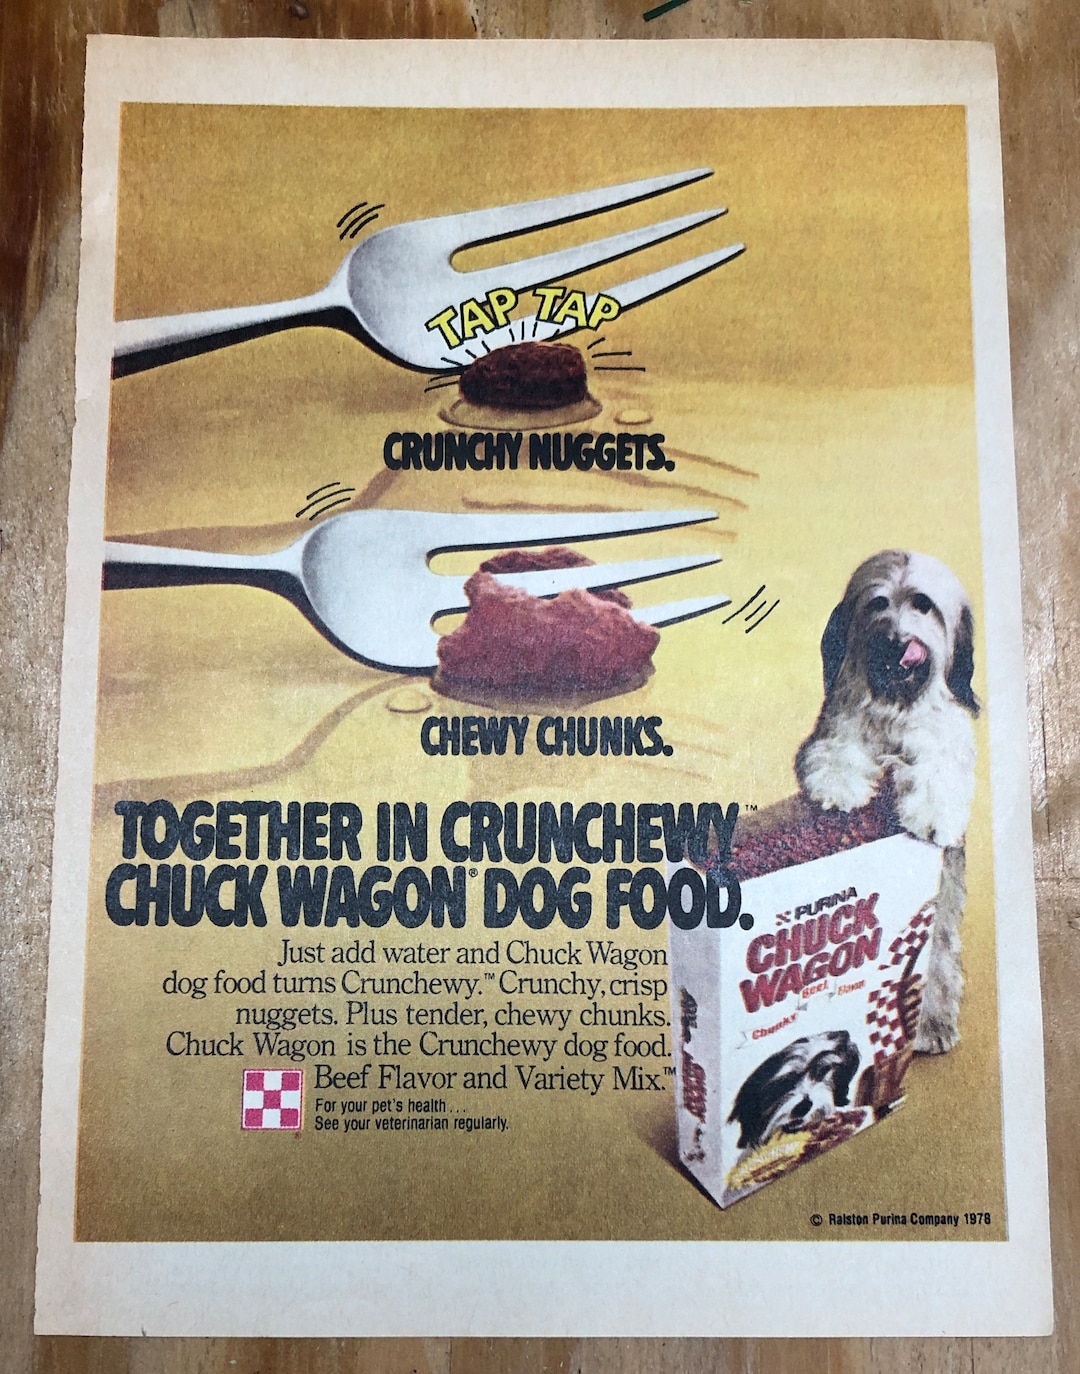 TAP TAP
CRUNCHY NUGGETS.
CHEWY CHUNKS.
TOGETHER IN CRUNCHEWY™
CHUCK WAGON® DOG FOOD.
Just add water and Chuck Wagon
dog food turns Crunchewy.™ Crunchy, crisp
nuggets. Plus tender, chewy chunks.
Chuck Wagon is the Crunchewy dog food.
Beef Flavor and Variety Mix.™
For your pet's health...
See your veterinarian regularly.
PURINA
CHUCK
WAGON
Chunky Beef Flavor
© Ralston Purina Company 1978